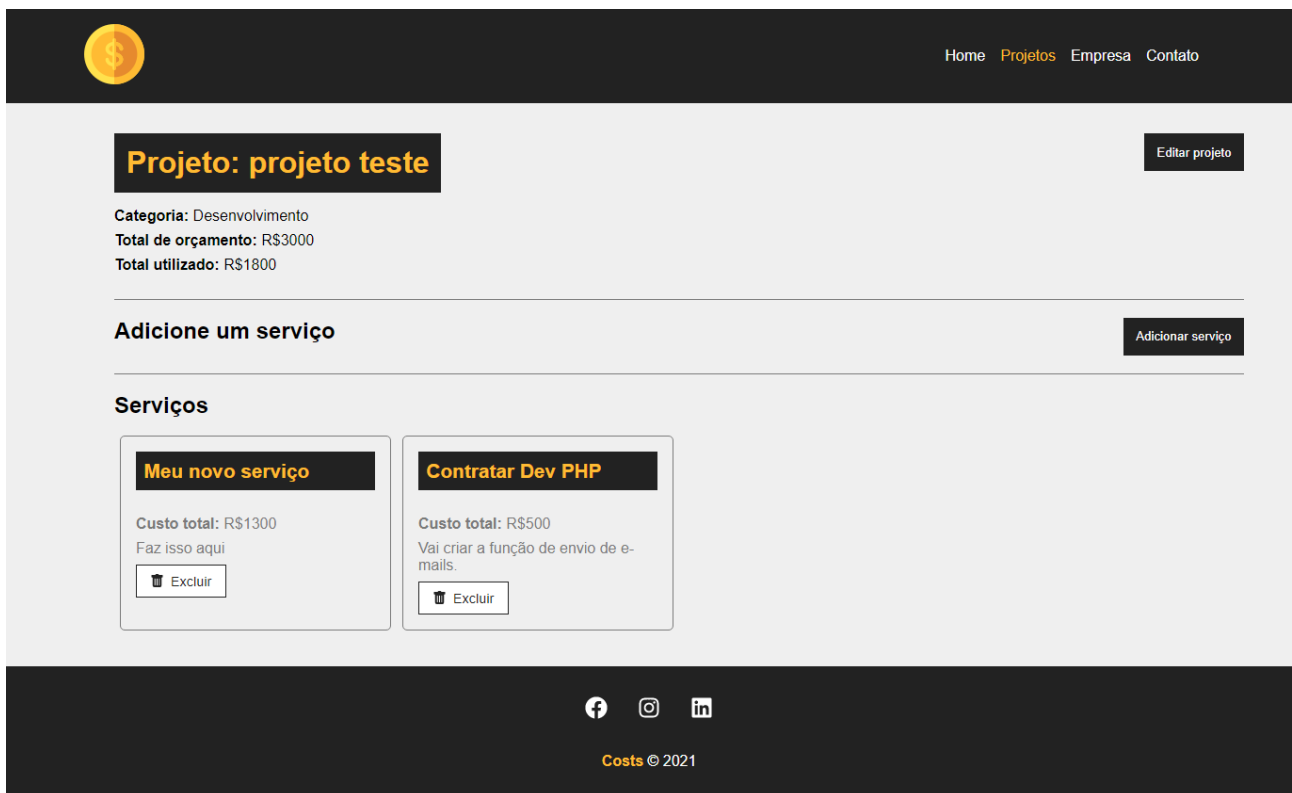 $
Home Projetos Empresa Contato
Projeto: projeto teste
Editar projeto
Categoria: Desenvolvimento
Total de orçamento: R$3000
Total utilizado: R$1800
Adicione um serviço
Adicionar serviço
Serviços
Meu novo serviço
Custo total: R$1300
Faz isso aqui
Excluir
Contratar Dev PHP
Custo total: R$500
Vai criar a função de envio de e-
mails.
Excluir
Costs © 2021